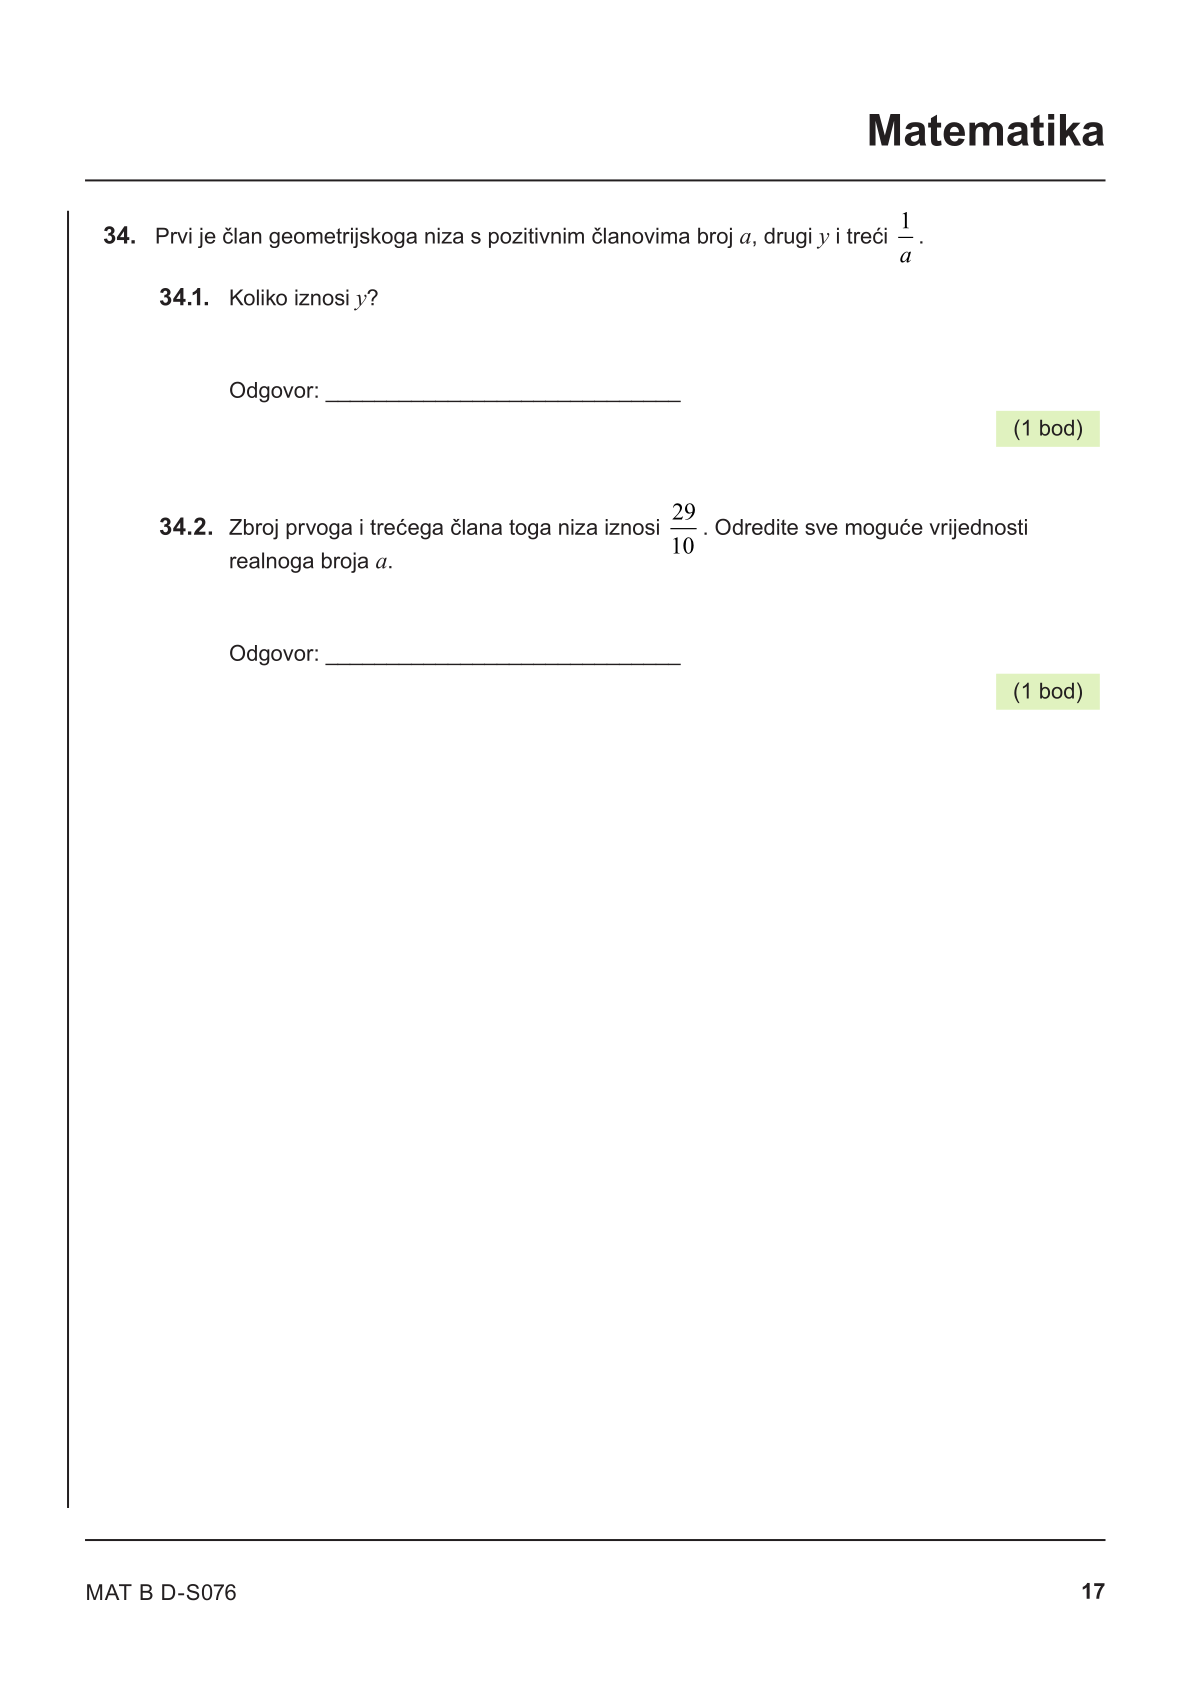 Matematika
34. Prvi je član geometrijskoga niza s pozitivnim članovima broj a, drugi y i treći 1/a .
34.1. Koliko iznosi y?
Odgovor: _____________________________
(1 bod)
34.2. Zbroj prvoga i trećega člana toga niza iznosi 29/10 . Odredite sve moguće vrijednosti
realnoga broja a.
Odgovor: _____________________________
(1 bod)
MAT B D-S076
17